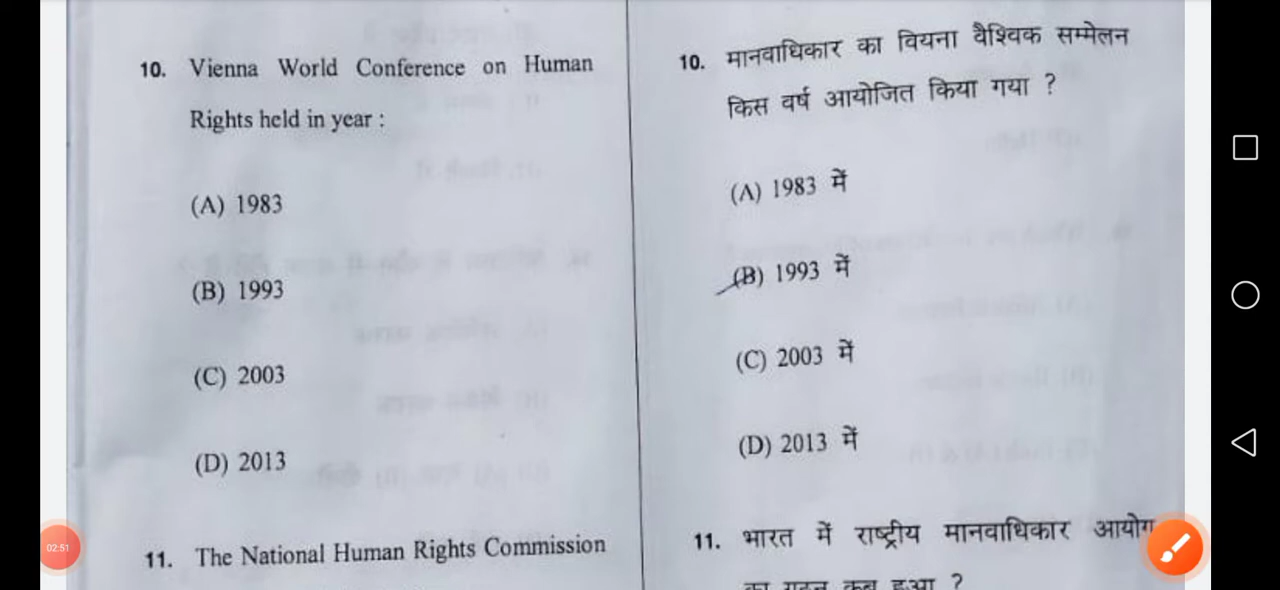 10. Vienna World Conference on Human
Rights held in year :
(A) 1983
(B) 1993
(C) 2003
(D) 2013
11. The National Human Rights Commission
10. मानवाधिकार का वियना वैश्विक सम्मेलन
किस वर्ष आयोजित किया गया ?
(A) 1983 में
(B) 1993 में
(C) 2003 में
(D) 2013 में
11. भारत में राष्ट्रीय मानवाधिकार आयोग
का गठन कब हुआ ?
02:51